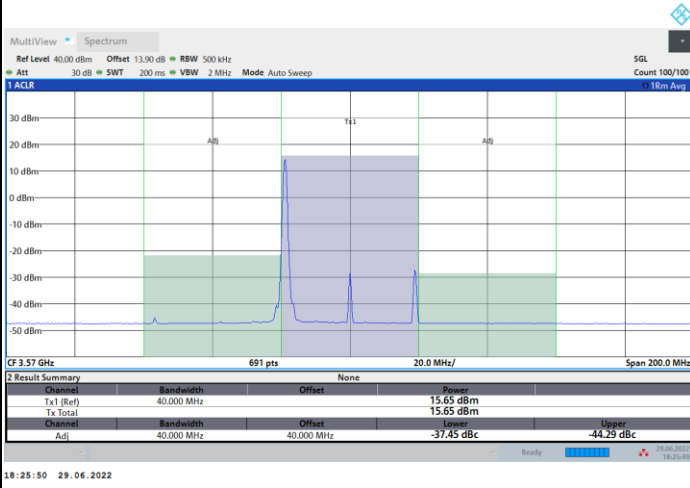 MultiView Spectrum
Ref Level 40.00 dBm Offset 13.90 dB RBW 500 kHz SGL
Att 30 dB SWT 200 ms VBW 2 MHz Mode Auto Sweep Count 100/100
1 ACLR 1Rm Avg
30 dBm
Tx1
20 dBm
Adj Adj
10 dBm
0 dBm
-10 dBm
-20 dBm
-30 dBm
-40 dBm
-50 dBm
CF 3.57 GHz 691 pts 20.0 MHz/ Span 200.0 MHz
2 Result Summary None
Channel Bandwidth Offset Power
Tx1 (Ref) 40.000 MHz 15.65 dBm
Tx Total 15.65 dBm
Channel Bandwidth Offset Lower Upper
Adj 40.000 MHz 40.000 MHz -37.45 dBc -44.29 dBc
Ready 29.06.2022
18:25:49
18:25:50 29.06.2022